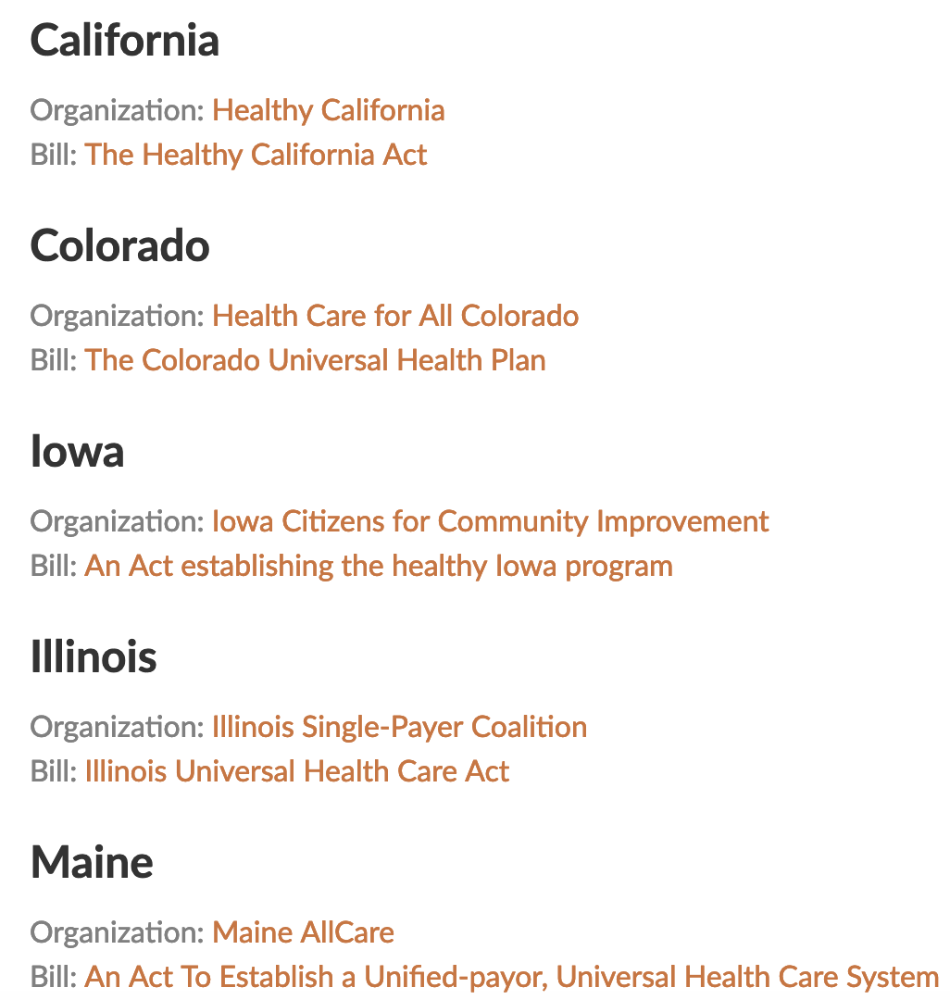 California
Organization: Healthy California
Bill: The Healthy California Act
Colorado
Organization: Health Care for All Colorado
Bill: The Colorado Universal Health Plan
Iowa
Organization: Iowa Citizens for Community Improvement
Bill: An Act establishing the healthy Iowa program
Illinois
Organization: Illinois Single-Payer Coalition
Bill: Illinois Universal Health Care Act
Maine
Organization: Maine AllCare
Bill: An Act To Establish a Unified-payor, Universal Health Care System